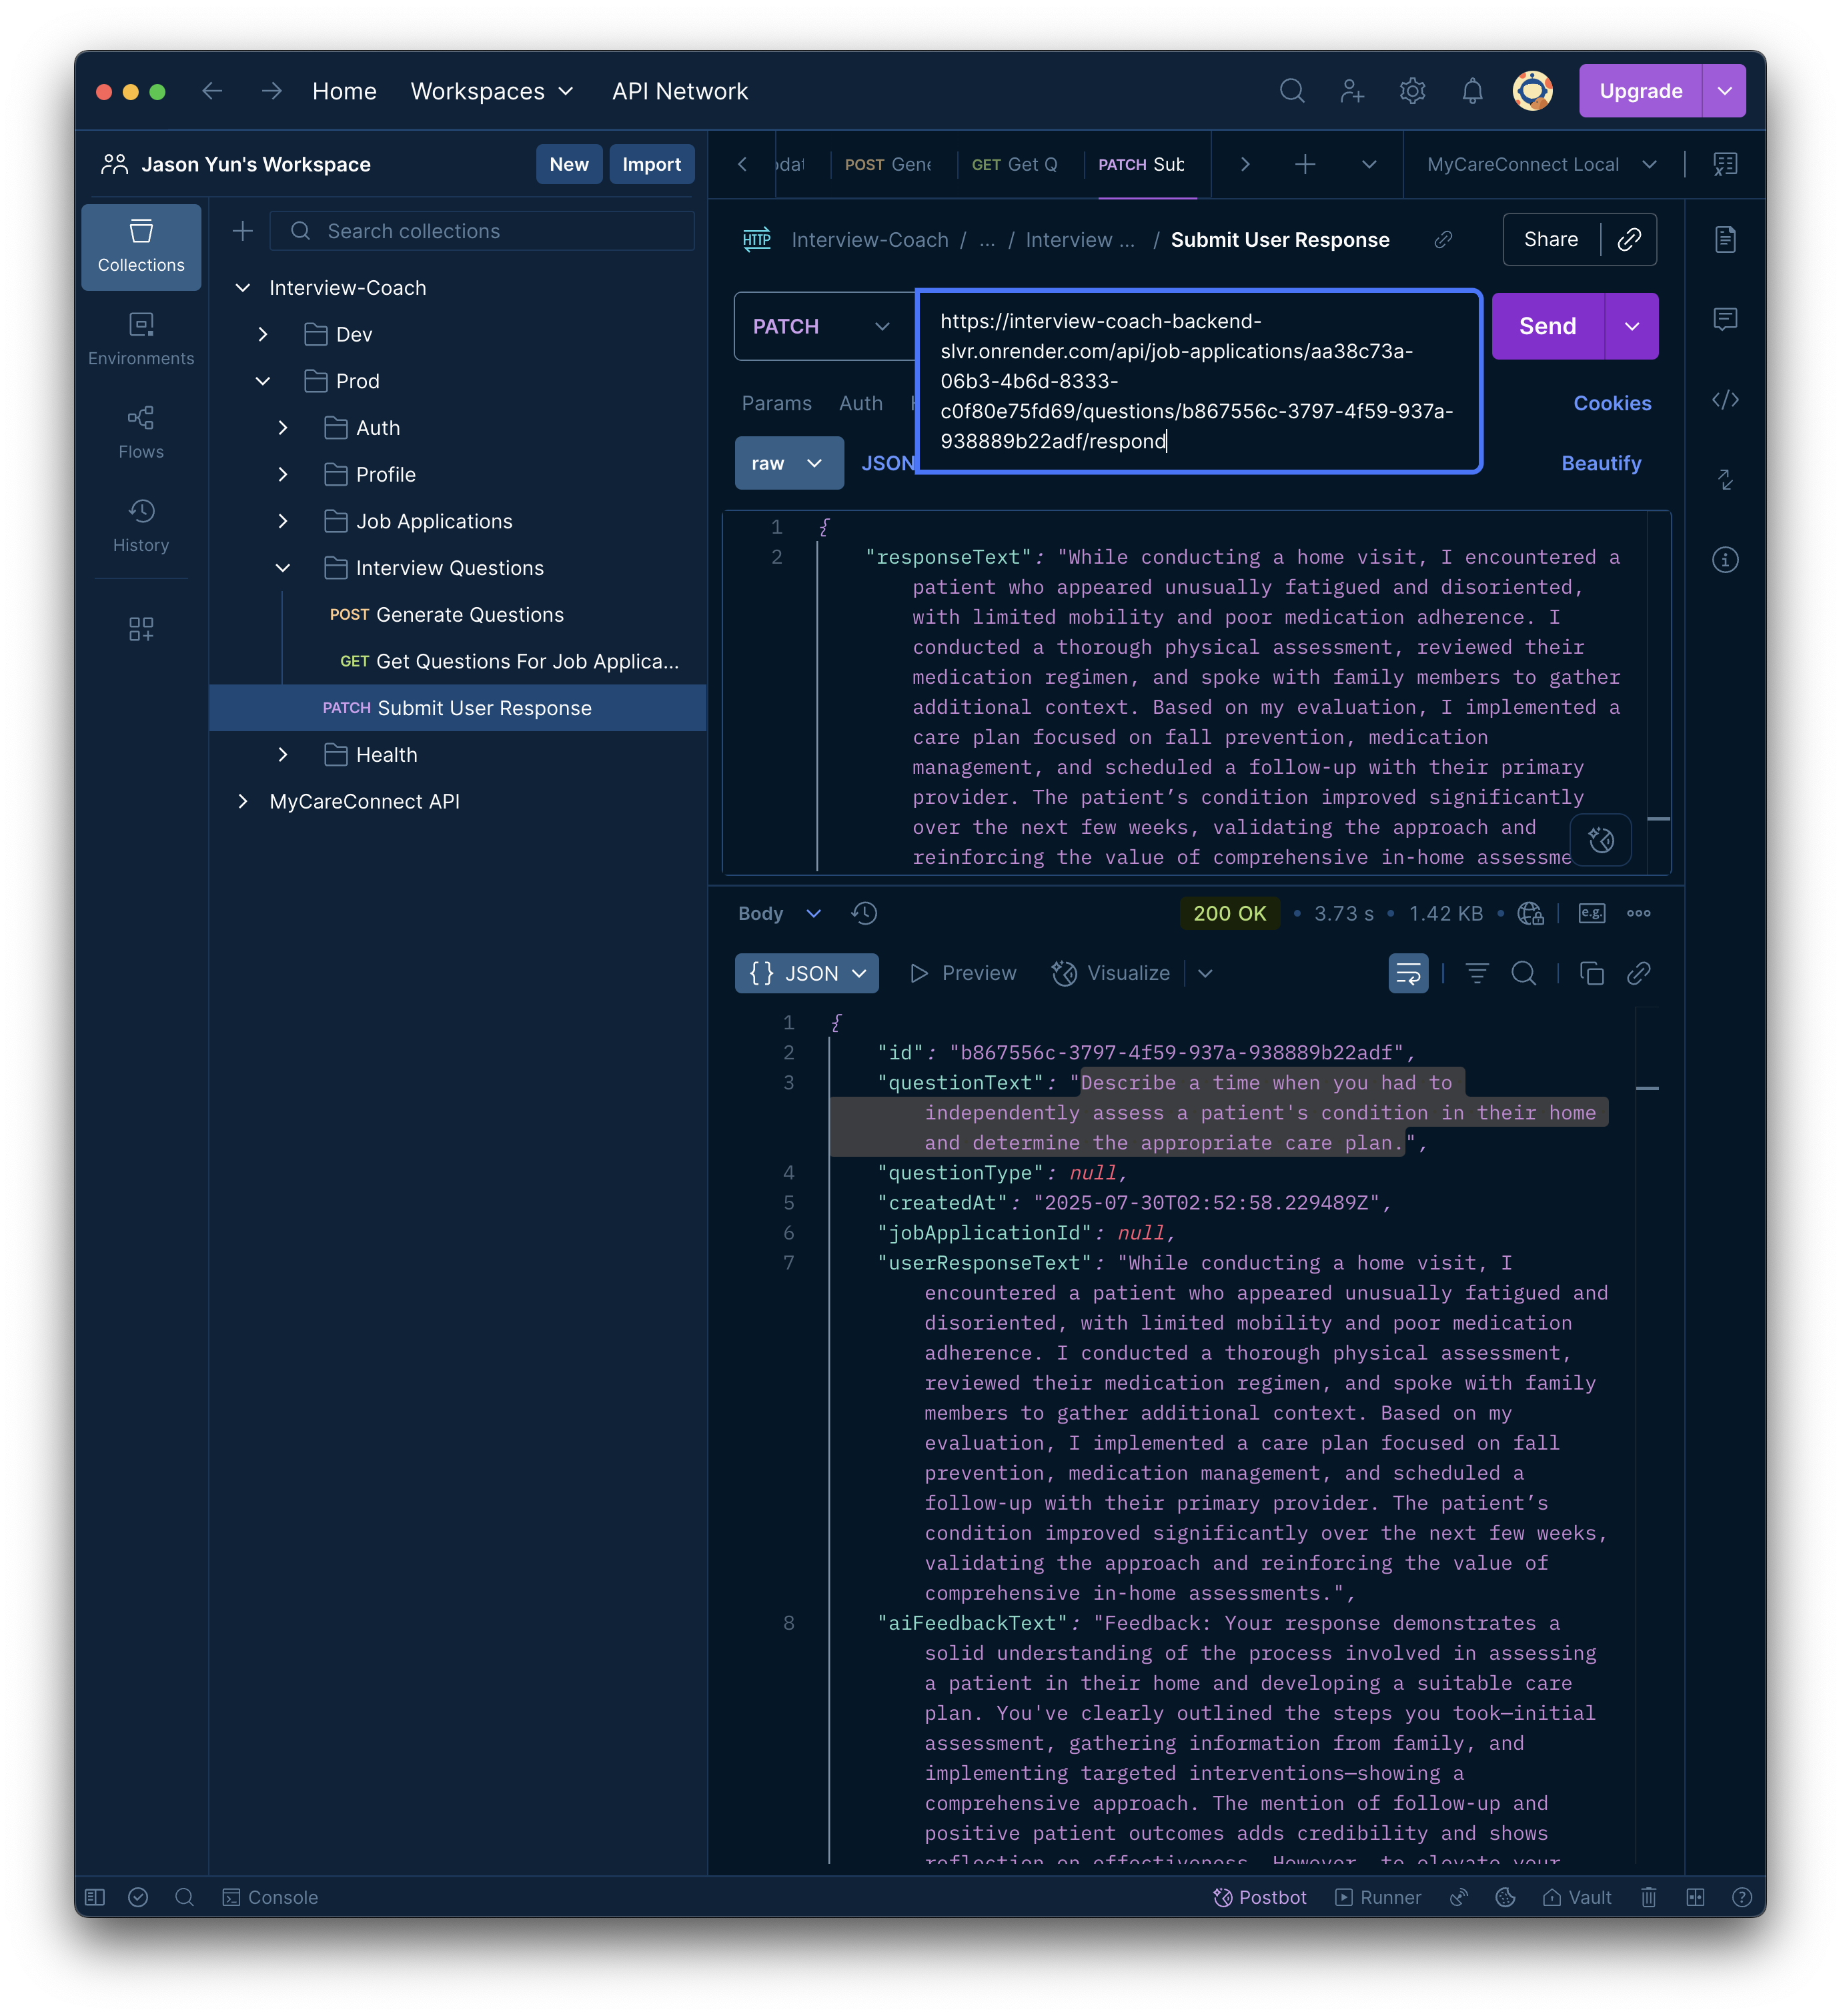 Home
Workspaces
API Network
Upgrade
Jason Yun's Workspace
New
Import
POST Gene
GET Get Q
PATCH Sub
MyCareConnect Local
Collections
Environments
Flows
History
Search collections
Interview-Coach
Dev
Prod
Auth
Profile
Job Applications
Interview Questions
POST Generate Questions
GET Get Questions For Job Applica...
PATCH Submit User Response
Health
MyCareConnect API
HTTP
Interview-Coach / ... / Interview ... / Submit User Response
Share
PATCH
https://interview-coach-backend-
slvr.onrender.com/api/job-applications/aa38c73a-
06b3-4b6d-8333-
c0f80e75fd69/questions/b867556c-3797-4f59-937a-
938889b22adf/respond
Send
Params
Auth
Cookies
raw
JSON
Beautify
1 {
2 "responseText": "While conducting a home visit, I encountered a
patient who appeared unusually fatigued and disoriented,
with limited mobility and poor medication adherence. I
conducted a thorough physical assessment, reviewed their
medication regimen, and spoke with family members to gather
additional context. Based on my evaluation, I implemented a
care plan focused on fall prevention, medication
management, and scheduled a follow-up with their primary
provider. The patient’s condition improved significantly
over the next few weeks, validating the approach and
reinforcing the value of comprehensive in-home assessme
Body
200 OK • 3.73 s • 1.42 KB •
e.g.
{} JSON
Preview
Visualize
1 {
2 "id": "b867556c-3797-4f59-937a-938889b22adf",
3 "questionText": "Describe a time when you had to
independently assess a patient's condition in their home
and determine the appropriate care plan.",
4 "questionType": null,
5 "createdAt": "2025-07-30T02:52:58.229489Z",
6 "jobApplicationId": null,
7 "userResponseText": "While conducting a home visit, I
encountered a patient who appeared unusually fatigued and
disoriented, with limited mobility and poor medication
adherence. I conducted a thorough physical assessment,
reviewed their medication regimen, and spoke with family
members to gather additional context. Based on my
evaluation, I implemented a care plan focused on fall
prevention, medication management, and scheduled a
follow-up with their primary provider. The patient’s
condition improved significantly over the next few weeks,
validating the approach and reinforcing the value of
comprehensive in-home assessments.",
8 "aiFeedbackText": "Feedback: Your response demonstrates a
solid understanding of the process involved in assessing
a patient in their home and developing a suitable care
plan. You've clearly outlined the steps you took—initial
assessment, gathering information from family, and
implementing targeted interventions—showing a
comprehensive approach. The mention of follow-up and
positive patient outcomes adds credibility and shows
reflection on effectiveness. However, to elevate your
Console
Postbot
Runner
Vault